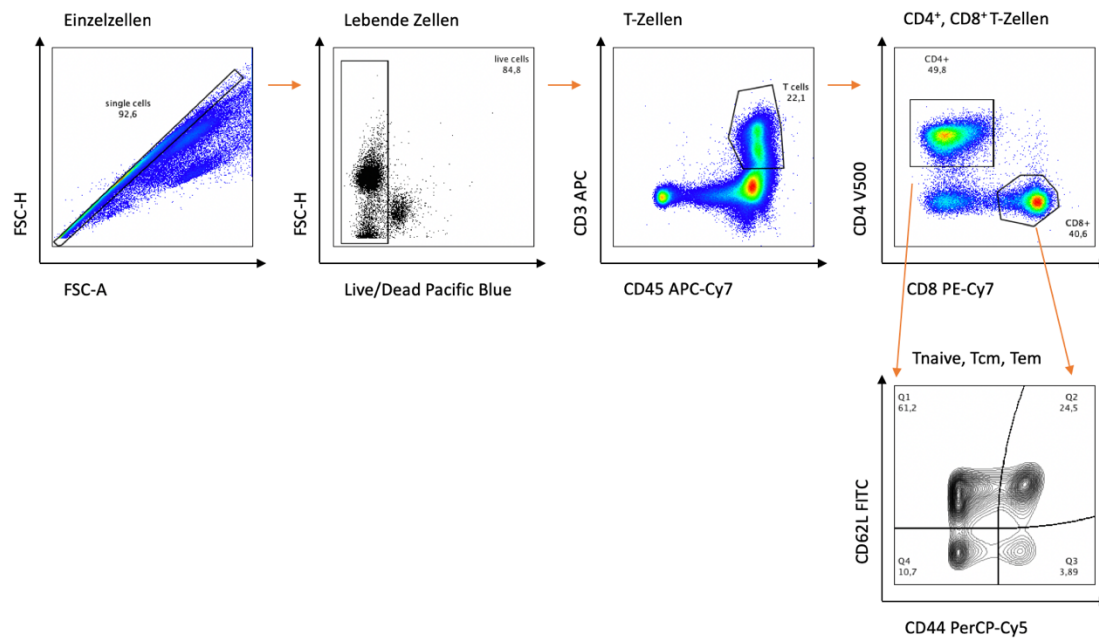 Einzelzellen
FSC-H
single cells
92,6
FSC-A
Lebende Zellen
FSC-H
live cells
84,8
Live/Dead Pacific Blue
T-Zellen
CD3 APC
T cells
22,1
CD45 APC-Cy7
CD4⁺, CD8⁺ T-Zellen
CD4 V500
CD4+
49,8
CD8+
40,6
CD8 PE-Cy7
Tnaive, Tcm, Tem
CD62L FITC
Q1
61,2
Q2
24,5
Q4
10,7
Q3
3,89
CD44 PerCP-Cy5